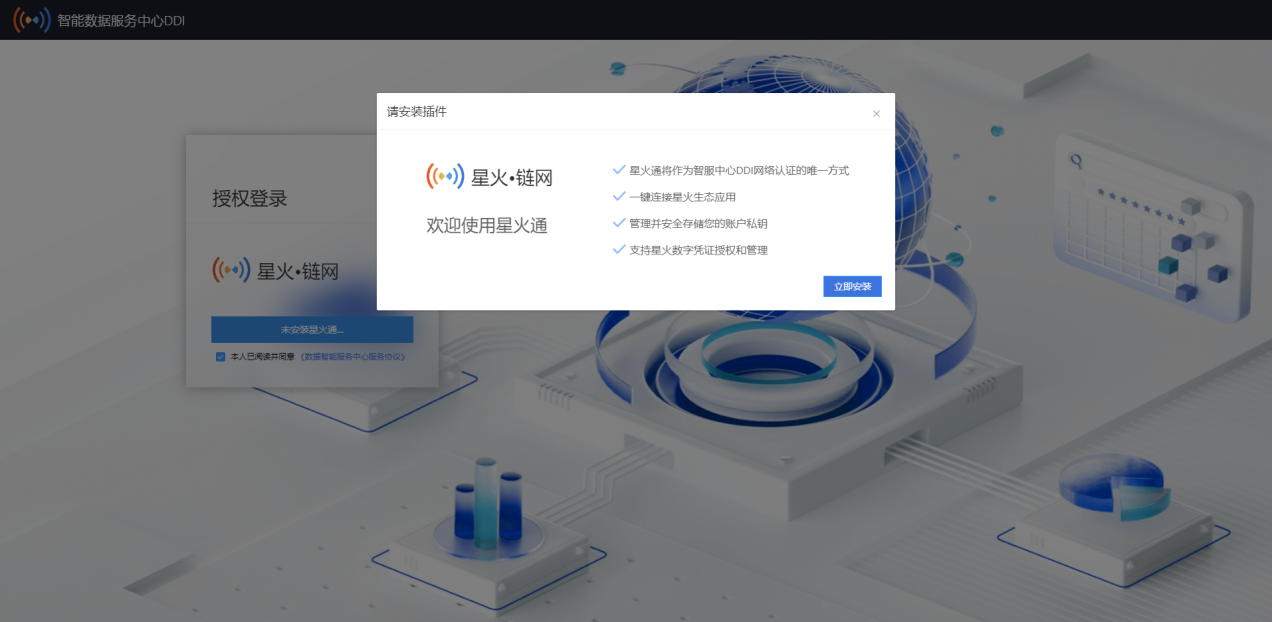 智能数据服务中心DDI
请安装插件
×
星火•链网
欢迎使用星火通
星火通将作为智服中心DDI网络认证的唯一方式
一键连接星火生态应用
管理并安全存储您的账户私钥
支持星火数字凭证授权和管理
立即安装
授权登录
星火•链网
未安装星火通...
本人已阅读并同意《数据智能服务中心服务协议》